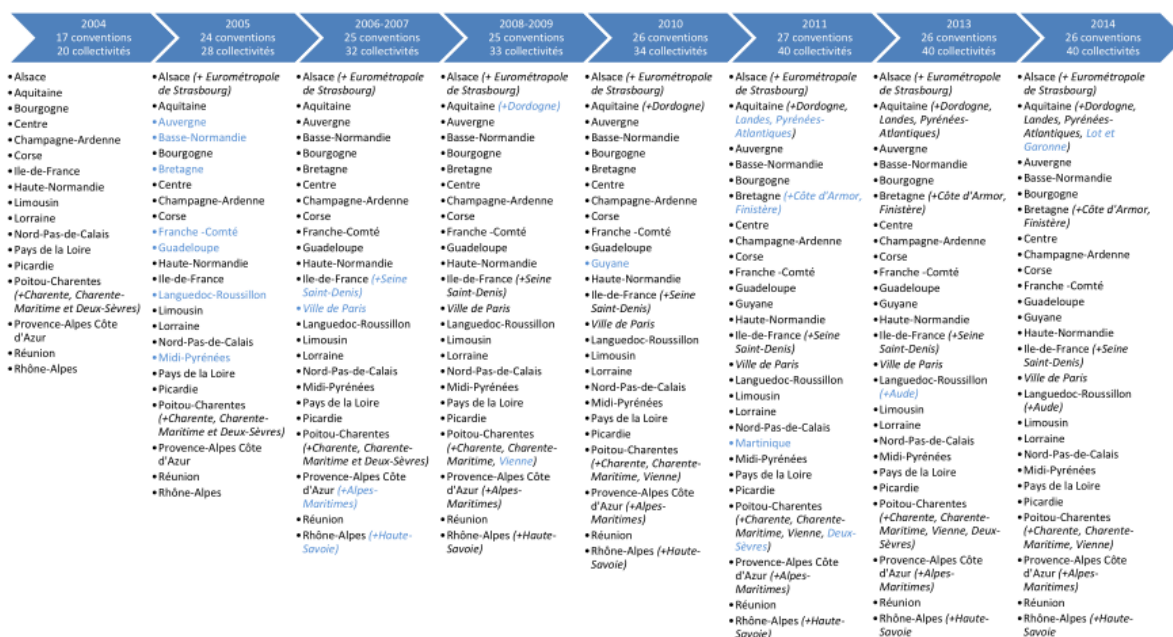 2004
17 conventions
20 collectivités
2005
24 conventions
28 collectivités
2006-2007
25 conventions
32 collectivités
2008-2009
25 conventions
33 collectivités
2010
26 conventions
34 collectivités
2011
27 conventions
40 collectivités
2013
26 conventions
40 collectivités
2014
26 conventions
40 collectivités
•Alsace
•Aquitaine
•Bourgogne
•Centre
•Champagne-Ardenne
•Corse
•Ile-de-France
•Haute-Normandie
•Limousin
•Lorraine
•Nord-Pas-de-Calais
•Pays de la Loire
•Picardie
•Poitou-Charentes
(+Charente, Charente-
Maritime et Deux-Sèvres)
•Provence-Alpes Côte
d'Azur
•Réunion
•Rhône-Alpes
•Alsace (+ Eurométropole
de Strasbourg)
•Aquitaine
•Auvergne
•Basse-Normandie
•Bourgogne
•Bretagne
•Centre
•Champagne-Ardenne
•Corse
•Franche -Comté
•Guadeloupe
•Haute-Normandie
•Ile-de-France
•Languedoc-Roussillon
•Limousin
•Lorraine
•Nord-Pas-de-Calais
•Midi-Pyrénées
•Pays de la Loire
•Picardie
•Poitou-Charentes
(+Charente, Charente-
Maritime et Deux-Sèvres)
•Provence-Alpes Côte
d'Azur
•Réunion
•Rhône-Alpes
•Alsace (+ Eurométropole
de Strasbourg)
•Aquitaine
•Auvergne
•Basse-Normandie
•Bourgogne
•Bretagne
•Centre
•Champagne-Ardenne
•Corse
•Franche-Comté
•Guadeloupe
•Haute-Normandie
•Ile-de-France (+Seine
Saint-Denis)
•Ville de Paris
•Languedoc-Roussillon
•Limousin
•Lorraine
•Nord-Pas-de-Calais
•Midi-Pyrénées
•Pays de la Loire
•Picardie
•Poitou-Charentes
(+Charente, Charente-
Maritime et Deux-Sèvres)
•Provence-Alpes Côte
d'Azur (+Alpes-
Maritimes)
•Réunion
•Rhône-Alpes (+Haute-
Savoie)
•Alsace (+ Eurométropole
de Strasbourg)
•Aquitaine (+Dordogne)
•Auvergne
•Basse-Normandie
•Bourgogne
•Bretagne
•Centre
•Champagne-Ardenne
•Corse
•Franche -Comté
•Guadeloupe
•Haute-Normandie
•Ile-de-France (+Seine
Saint-Denis)
•Ville de Paris
•Languedoc-Roussillon
•Limousin
•Lorraine
•Nord-Pas-de-Calais
•Midi-Pyrénées
•Pays de la Loire
•Picardie
•Poitou-Charentes
(+Charente, Charente-
Maritime, Vienne)
•Provence-Alpes Côte
d'Azur (+Alpes-
Maritimes)
•Réunion
•Rhône-Alpes (+Haute-
Savoie)
•Alsace (+ Eurométropole
de Strasbourg)
•Aquitaine (+Dordogne)
•Auvergne
•Basse-Normandie
•Bourgogne
•Bretagne
•Centre
•Champagne-Ardenne
•Corse
•Franche -Comté
•Guadeloupe
•Guyane
•Haute-Normandie
•Ile-de-France (+Seine
Saint-Denis)
•Ville de Paris
•Languedoc-Roussillon
•Limousin
•Lorraine
•Nord-Pas-de-Calais
•Midi-Pyrénées
•Pays de la Loire
•Picardie
•Poitou-Charentes
(+Charente, Charente-
Maritime, Vienne)
•Provence-Alpes Côte
d'Azur (+Alpes-
Maritimes)
•Réunion
•Rhône-Alpes (+Haute-
Savoie)
•Alsace (+ Eurométropole
de Strasbourg)
•Aquitaine (+Dordogne,
Landes, Pyrénées-
Atlantiques)
•Auvergne
•Basse-Normandie
•Bourgogne
•Bretagne (+Côte d'Armor,
Finistère)
•Centre
•Champagne-Ardenne
•Corse
•Franche -Comté
•Guadeloupe
•Guyane
•Haute-Normandie
•Ile-de-France (+Seine
Saint-Denis)
•Ville de Paris
•Languedoc-Roussillon
•Limousin
•Lorraine
•Nord-Pas-de-Calais
•Martinique
•Midi-Pyrénées
•Pays de la Loire
•Picardie
•Poitou-Charentes
(+Charente, Charente-
Maritime, Vienne, Deux-
Sèvres)
•Provence-Alpes Côte
d'Azur (+Alpes-
Maritimes)
•Réunion
•Rhône-Alpes (+Haute-
Savoie)
•Alsace (+ Eurométropole
de Strasbourg)
•Aquitaine (+Dordogne,
Landes, Pyrénées-
Atlantiques)
•Auvergne
•Basse-Normandie
•Bourgogne
•Bretagne (+Côte d'Armor,
Finistère)
•Centre
•Champagne-Ardenne
•Corse
•Franche -Comté
•Guadeloupe
•Guyane
•Haute-Normandie
•Ile-de-France (+Seine
Saint-Denis)
•Ville de Paris
•Languedoc-Roussillon
(+Aude)
•Limousin
•Lorraine
•Nord-Pas-de-Calais
•Midi-Pyrénées
•Pays de la Loire
•Picardie
•Poitou-Charentes
(+Charente, Charente-
Maritime, Vienne, Deux-
Sèvres)
•Provence-Alpes Côte
d'Azur (+Alpes-
Maritimes)
•Réunion
•Rhône-Alpes (+Haute-
Savoie
•Alsace (+ Eurométropole
de Strasbourg)
•Aquitaine (+Dordogne,
Landes, Pyrénées-
Atlantiques, Lot et
Garonne)
•Auvergne
•Basse-Normandie
•Bourgogne
•Bretagne (+Côte d'Armor,
Finistère)
•Centre
•Champagne-Ardenne
•Corse
•Franche -Comté
•Guadeloupe
•Guyane
•Haute-Normandie
•Ile-de-France (+Seine
Saint-Denis)
•Ville de Paris
•Languedoc-Roussillon
(+Aude)
•Limousin
•Lorraine
•Nord-Pas-de-Calais
•Midi-Pyrénées
•Pays de la Loire
•Picardie
•Poitou-Charentes
(+Charente, Charente-
Maritime, Vienne)
•Provence-Alpes Côte
d'Azur (+Alpes-
Maritimes)
•Réunion
•Rhône-Alpes (+Haute-
Savoie